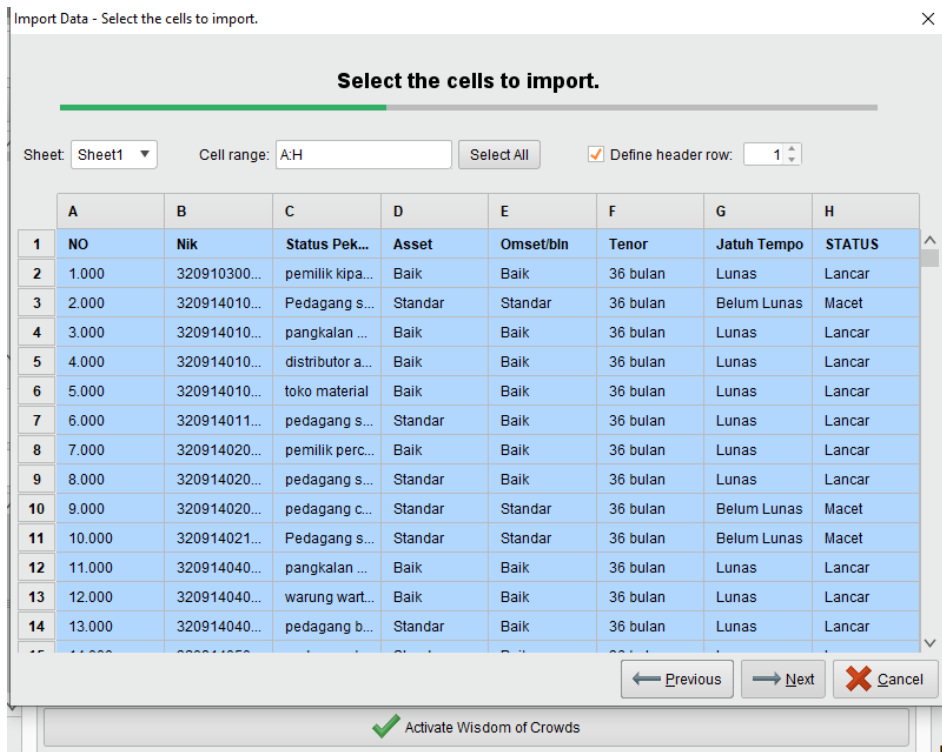 Import Data - Select the cells to import.
Select the cells to import.
Sheet: Sheet1 Cell range: A:H Select All Define header row: 1
A B C D E F G H
1 NO Nik Status Pek... Asset Omset/bln Tenor Jatuh Tempo STATUS
2 1.000 320910300... pemilik kipa... Baik Baik 36 bulan Lunas Lancar
3 2.000 320914010... Pedagang s... Standar Standar 36 bulan Belum Lunas Macet
4 3.000 320914010... pangkalan ... Baik Baik 36 bulan Lunas Lancar
5 4.000 320914010... distributor a... Baik Baik 36 bulan Lunas Lancar
6 5.000 320914010... toko material Baik Baik 36 bulan Lunas Lancar
7 6.000 320914011... pedagang s... Standar Baik 36 bulan Lunas Lancar
8 7.000 320914020... pemilik perc... Baik Baik 36 bulan Lunas Lancar
9 8.000 320914020... pedagang s... Standar Baik 36 bulan Lunas Lancar
10 9.000 320914020... pedagang c... Standar Standar 36 bulan Belum Lunas Macet
11 10.000 320914021... Pedagang s... Standar Standar 36 bulan Belum Lunas Macet
12 11.000 320914040... pangkalan ... Baik Baik 36 bulan Lunas Lancar
13 12.000 320914040... warung wart... Baik Baik 36 bulan Lunas Lancar
14 13.000 320914040... pedagang b... Standar Baik 36 bulan Lunas Lancar
Previous Next Cancel
Activate Wisdom of Crowds